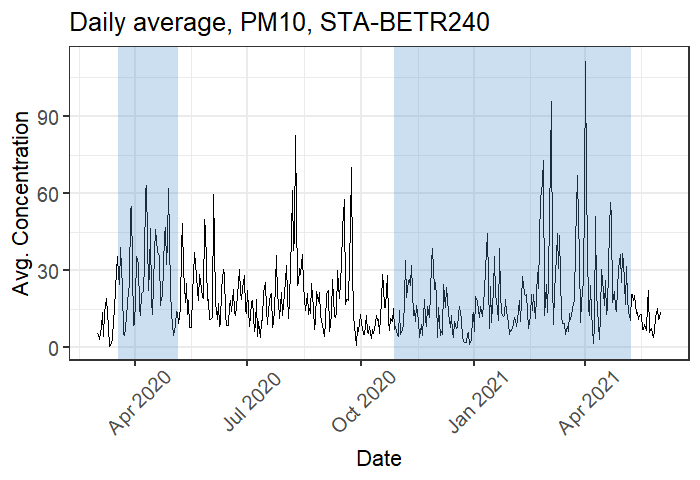 Daily average, PM10, STA-BETR240
Avg. Concentration
90
60
30
0
Apr 2020
Jul 2020
Oct 2020
Jan 2021
Apr 2021
Date